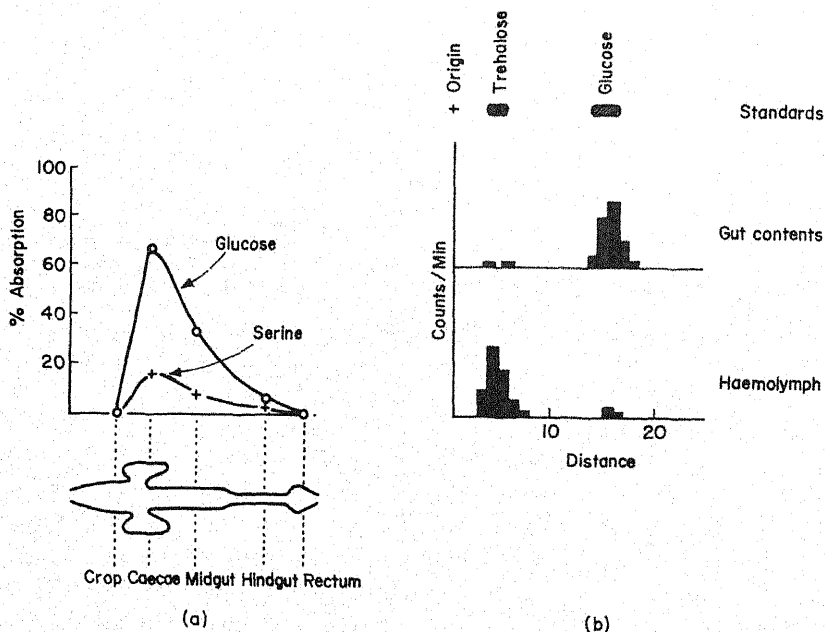 100
80
60
40
20
% Absorption
Glucose
Serine
Crop Caecae Midgut Hindgut Rectum
(a)
+ Origin
Trehalose
Glucose
Standards
Gut contents
Counts/Min
Haemolymph
10 20
Distance
(b)